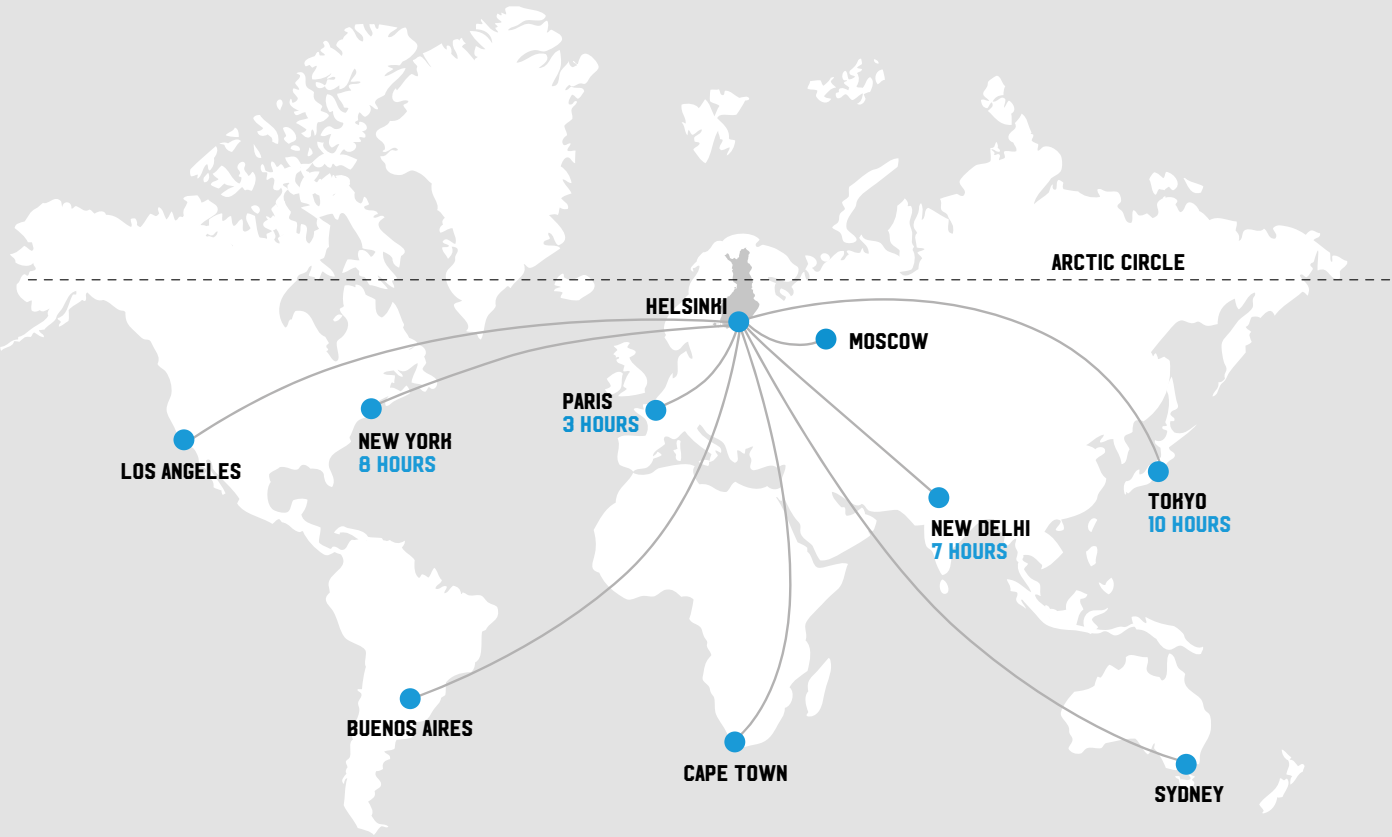 ARCTIC CIRCLE
HELSINKI
MOSCOW
PARIS
3 HOURS
NEW YORK
8 HOURS
LOS ANGELES
TOKYO
10 HOURS
NEW DELHI
7 HOURS
BUENOS AIRES
CAPE TOWN
SYDNEY